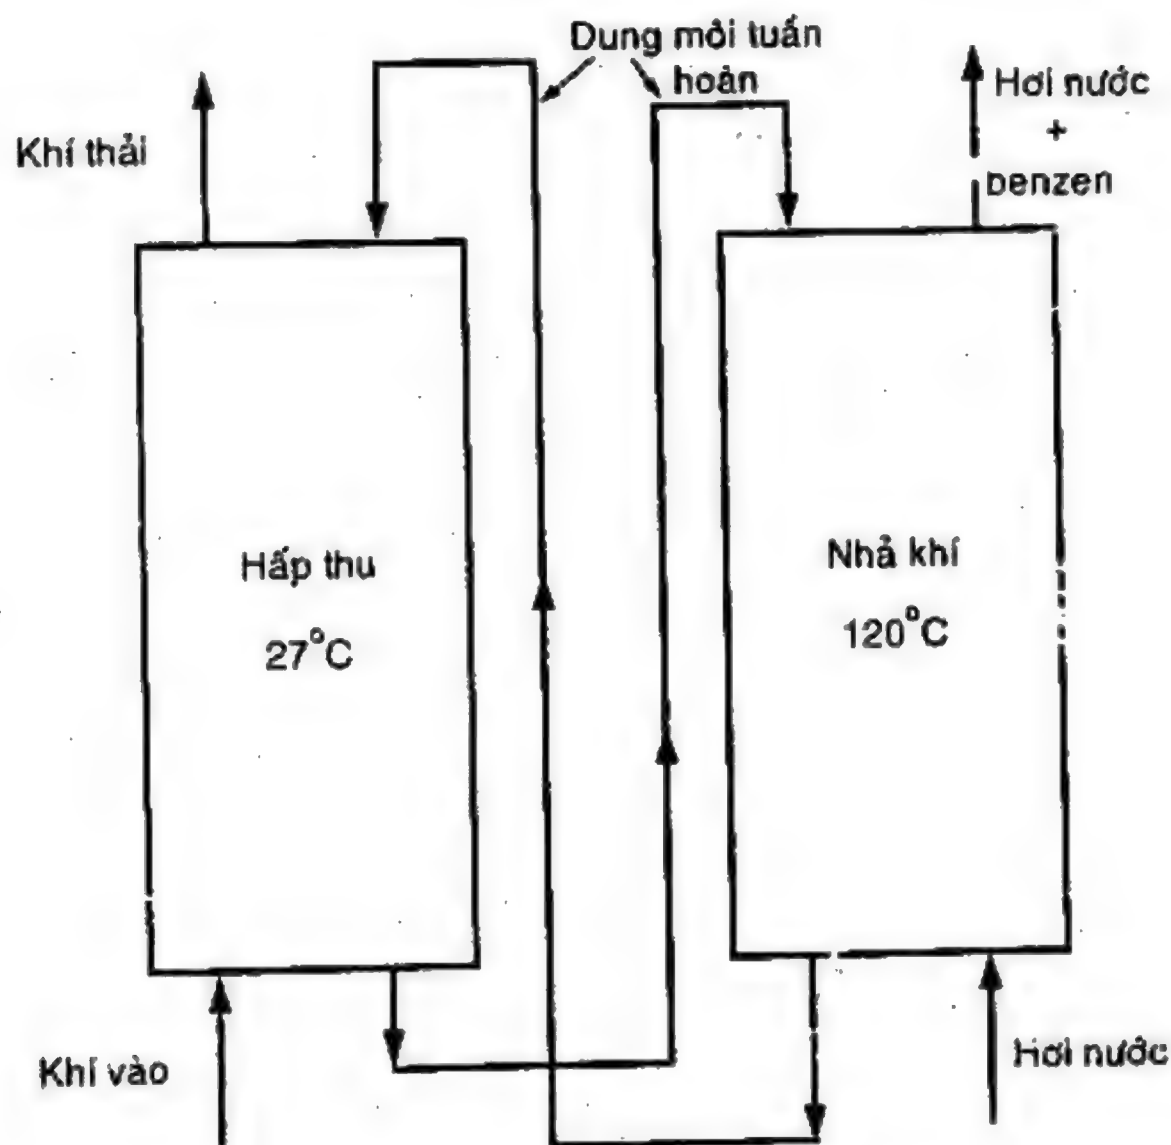 Dung môi tuần
hoàn
Hơi nước
+
benzen
Khí thải
Hấp thu
27°C
Nhả khí
120°C
Khí vào
Hơi nước